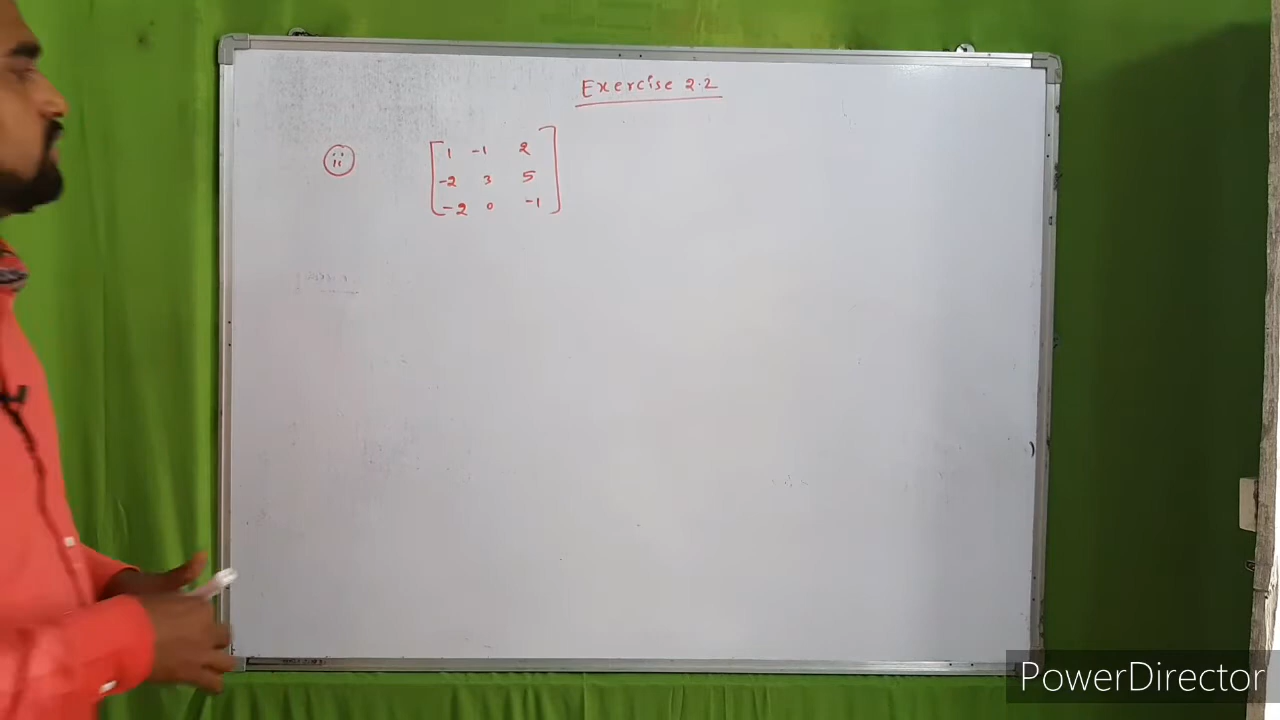 Exercise 2.2
ii
1 -1 2
-2 3 5
-2 0 -1
PowerDirector